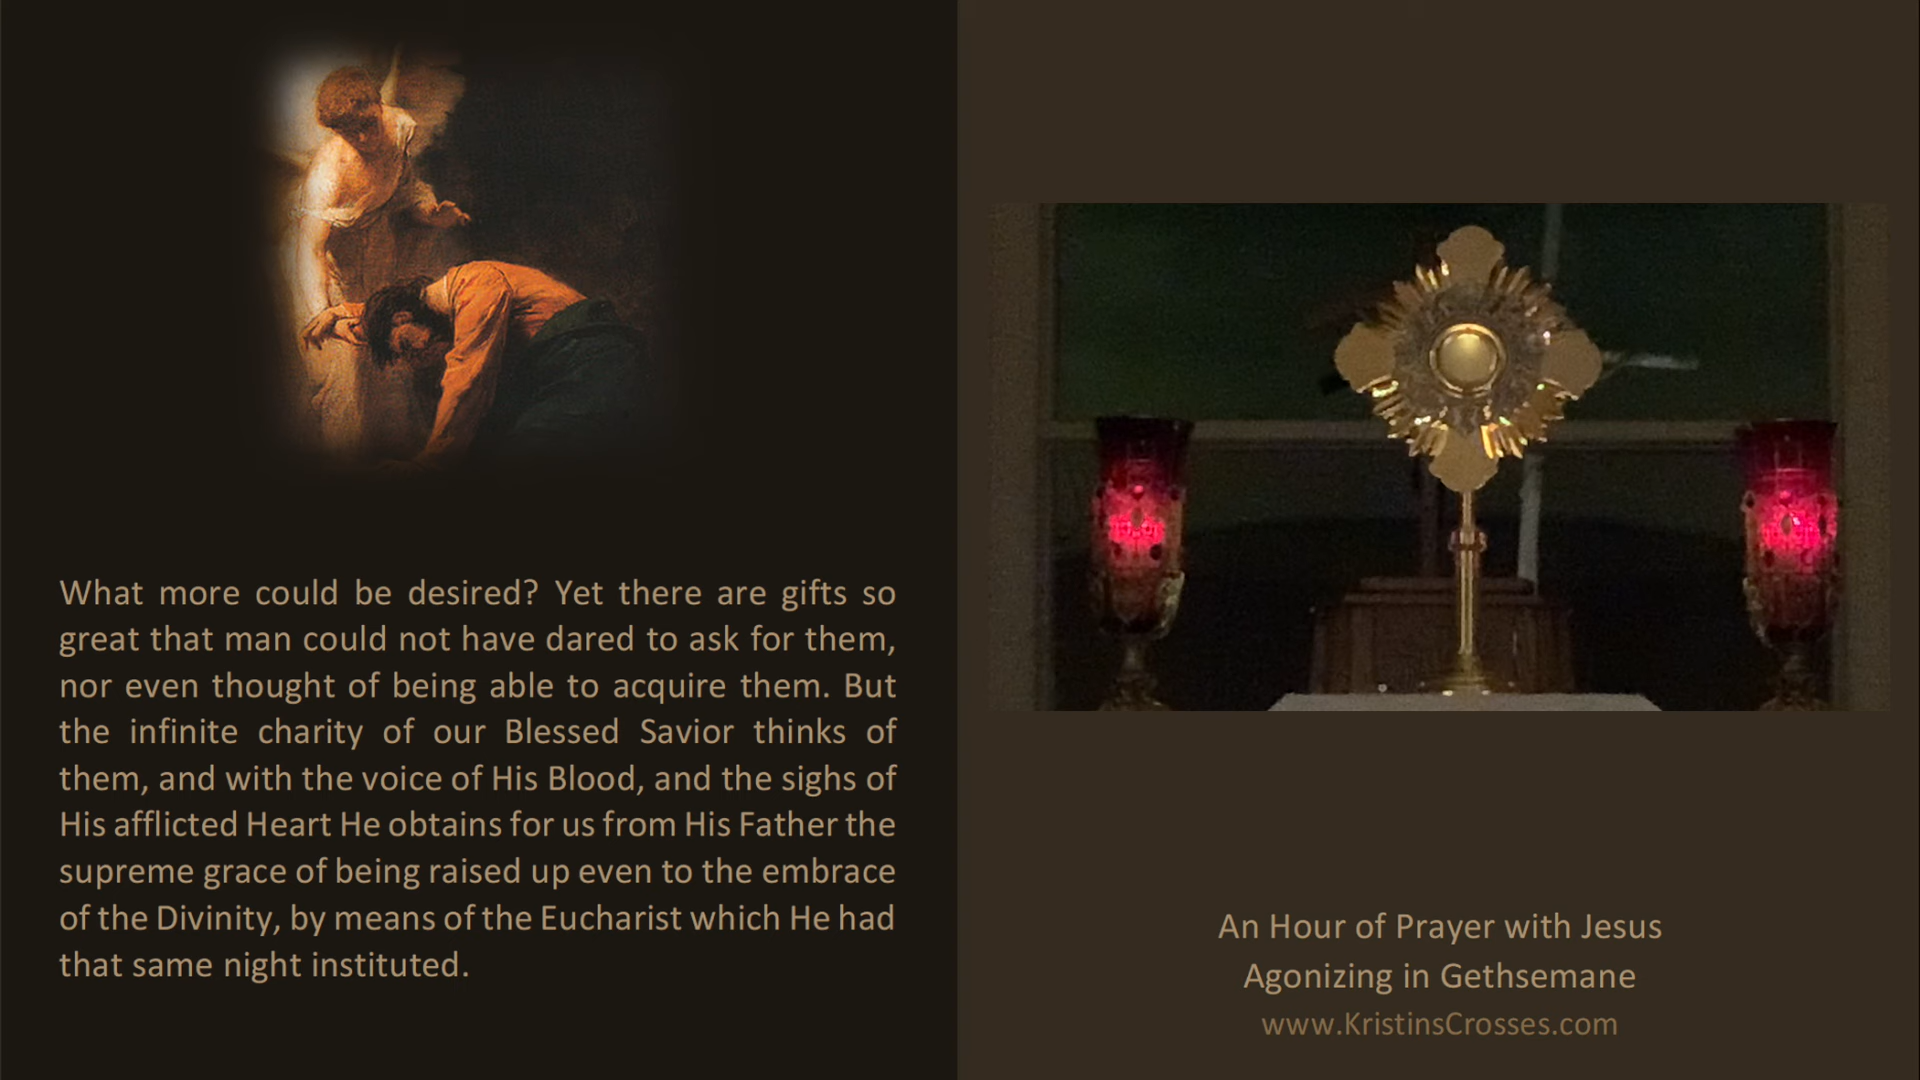 What more could be desired? Yet there are gifts so
great that man could not have dared to ask for them,
nor even thought of being able to acquire them. But
the infinite charity of our Blessed Savior thinks of
them, and with the voice of His Blood, and the sighs of
His afflicted Heart He obtains for us from His Father the
supreme grace of being raised up even to the embrace
of the Divinity, by means of the Eucharist which He had
that same night instituted.
An Hour of Prayer with Jesus
Agonizing in Gethsemane
www.KristinsCrosses.com